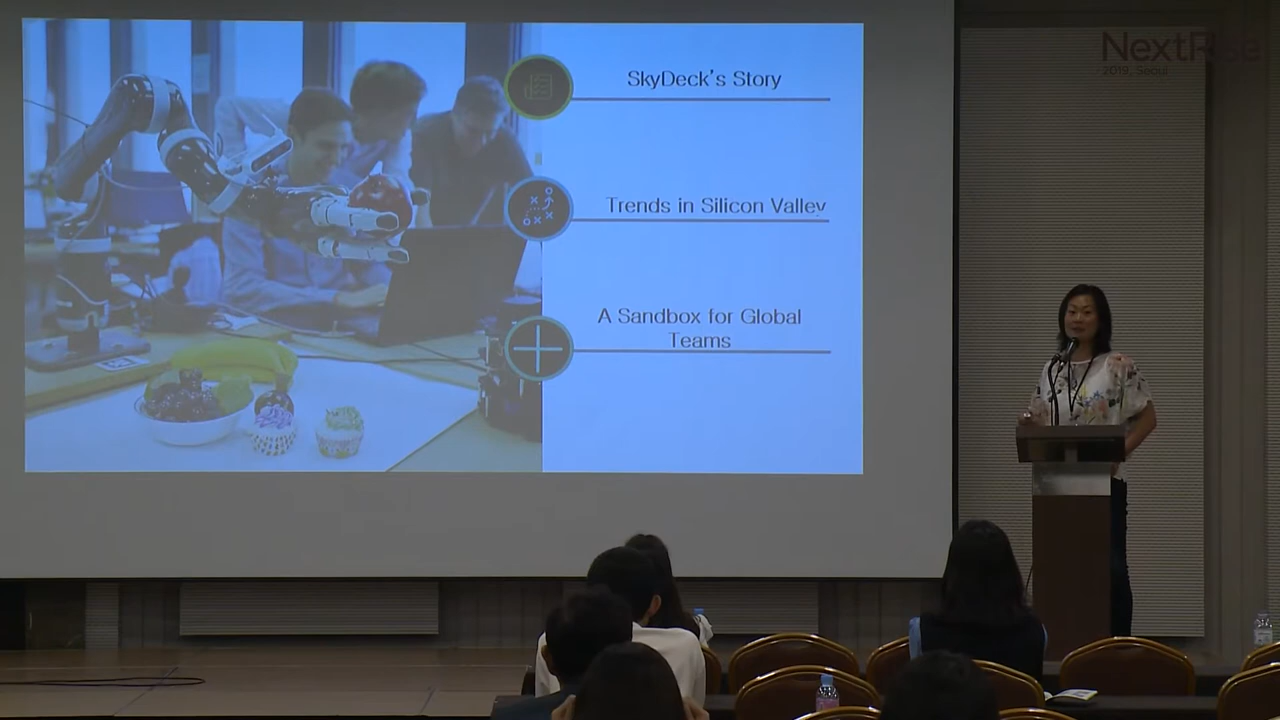 SkyDeck's Story
Trends in Silicon Valley
A Sandbox for Global
Teams
NextRise
2019, Seoul